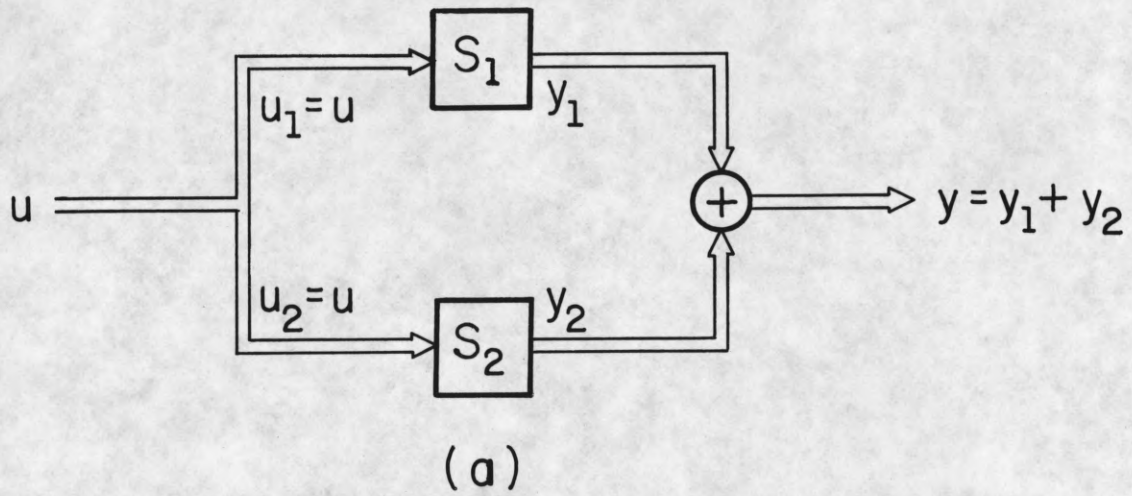 S₁
u₁=u
y₁
u
+
y=y₁+y₂
u₂=u
y₂
S₂
(a)